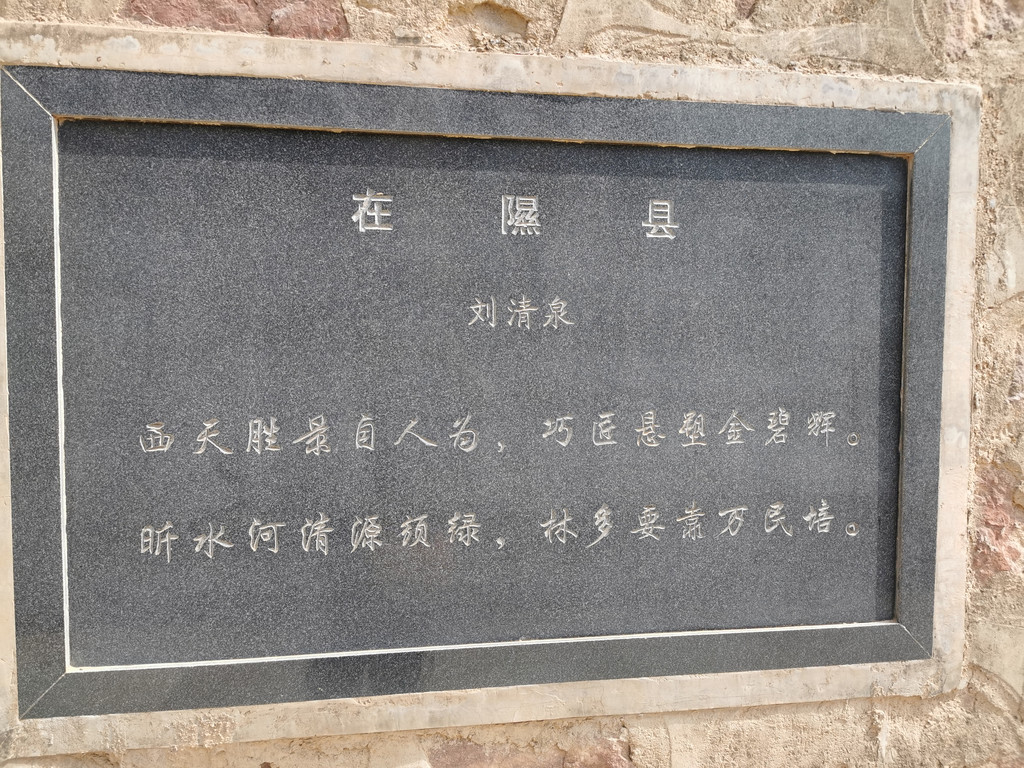 在隰县
刘清泉
西天胜景自人为，巧匠悬塑金碧辉。
昕水河清源须绿，林多要靠万民培。